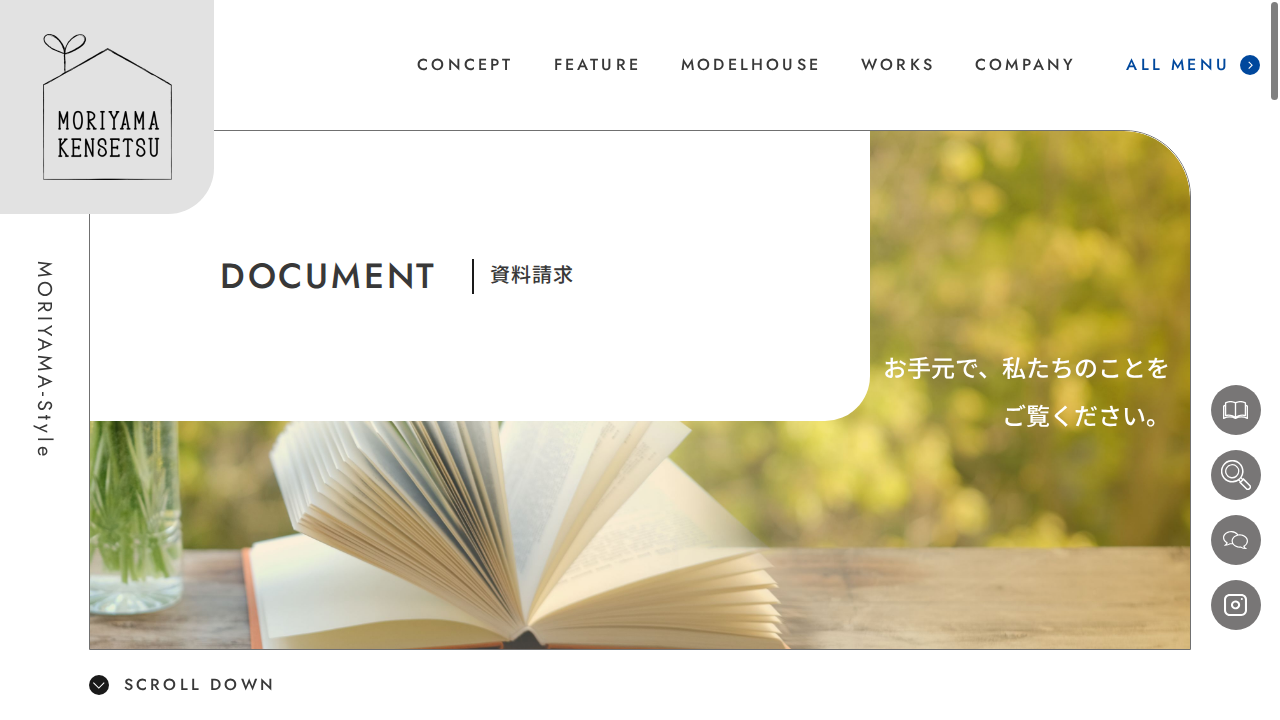 MORIYAMA
KENSETSU
CONCEPT
FEATURE
MODELHOUSE
WORKS
COMPANY
ALL MENU
DOCUMENT
資料請求
お手元で、私たちのことを
ご覧ください。
MORIYAMA-Style
SCROLL DOWN